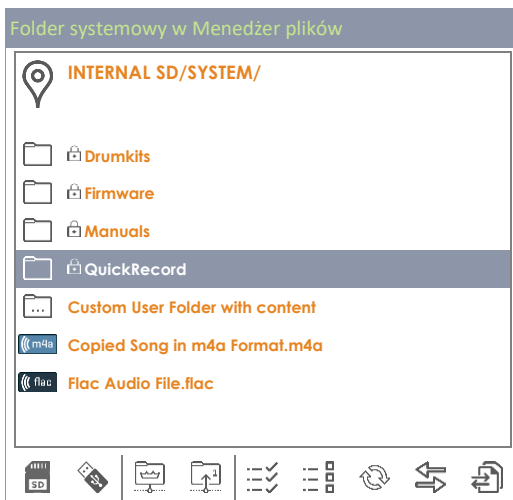 Folder systemowy w Menedżer plików
INTERNAL SD/SYSTEM/
Drumkits
Firmware
Manuals
QuickRecord
... Custom User Folder with content
m4a Copied Song in m4a Format.m4a
flac Flac Audio File.flac
SD